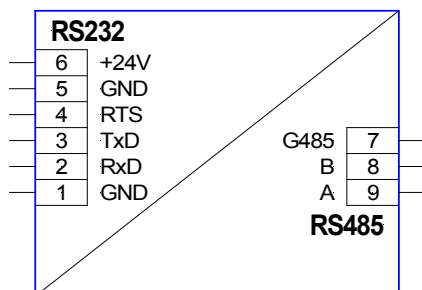 RS232
6 +24V
5 GND
4 RTS
3 TxD
2 RxD
1 GND
G485 7
B 8
A 9
RS485